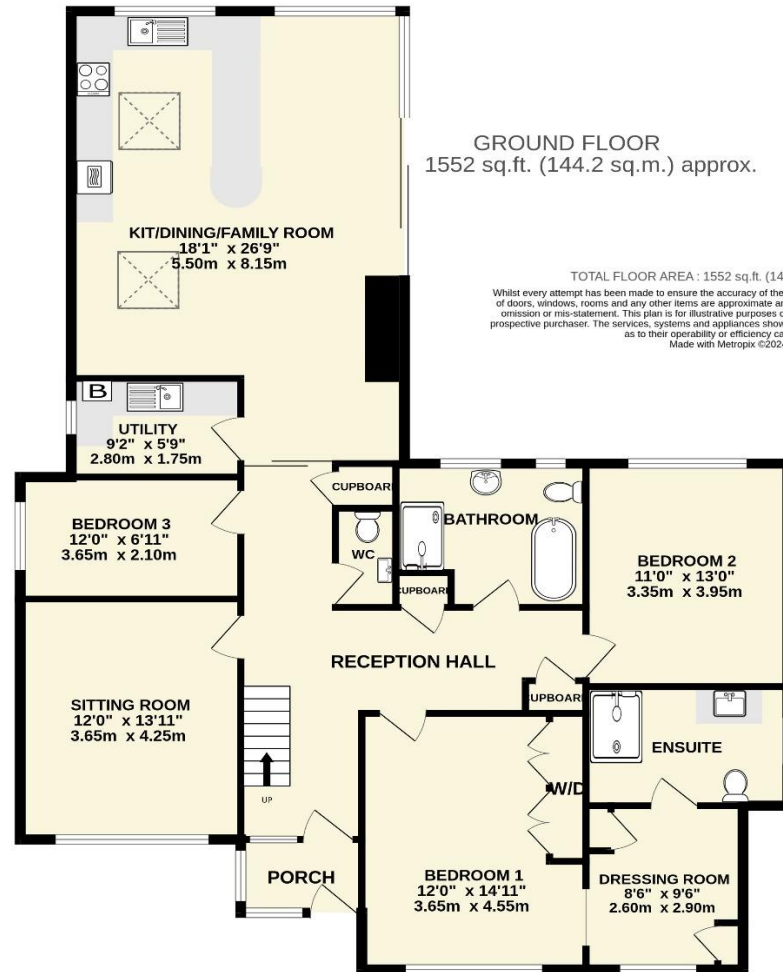 GROUND FLOOR
1552 sq.ft. (144.2 sq.m.) approx.
KIT/DINING/FAMILY ROOM
18'1" x 26'9"
5.50m x 8.15m
TOTAL FLOOR AREA : 1552 sq.ft. (14
Whilst every attempt has been made to ensure the accuracy of the
of doors, windows, rooms and any other items are approximate an
omission or mis-statement. This plan is for illustrative purposes o
prospective purchaser. The services, systems and appliances show
as to their operability or efficiency ca
Made with Metropix ©2024
B
UTILITY
9'2" x 5'9"
2.80m x 1.75m
CUPBOARD
BEDROOM 3
12'0" x 6'11"
3.65m x 2.10m
WC
BATHROOM
CUPBOARD
BEDROOM 2
11'0" x 13'0"
3.35m x 3.95m
RECEPTION HALL
CUPBOARD
SITTING ROOM
12'0" x 13'11"
3.65m x 4.25m
UP
W/D
ENSUITE
PORCH
BEDROOM 1
12'0" x 14'11"
3.65m x 4.55m
DRESSING ROOM
8'6" x 9'6"
2.60m x 2.90m